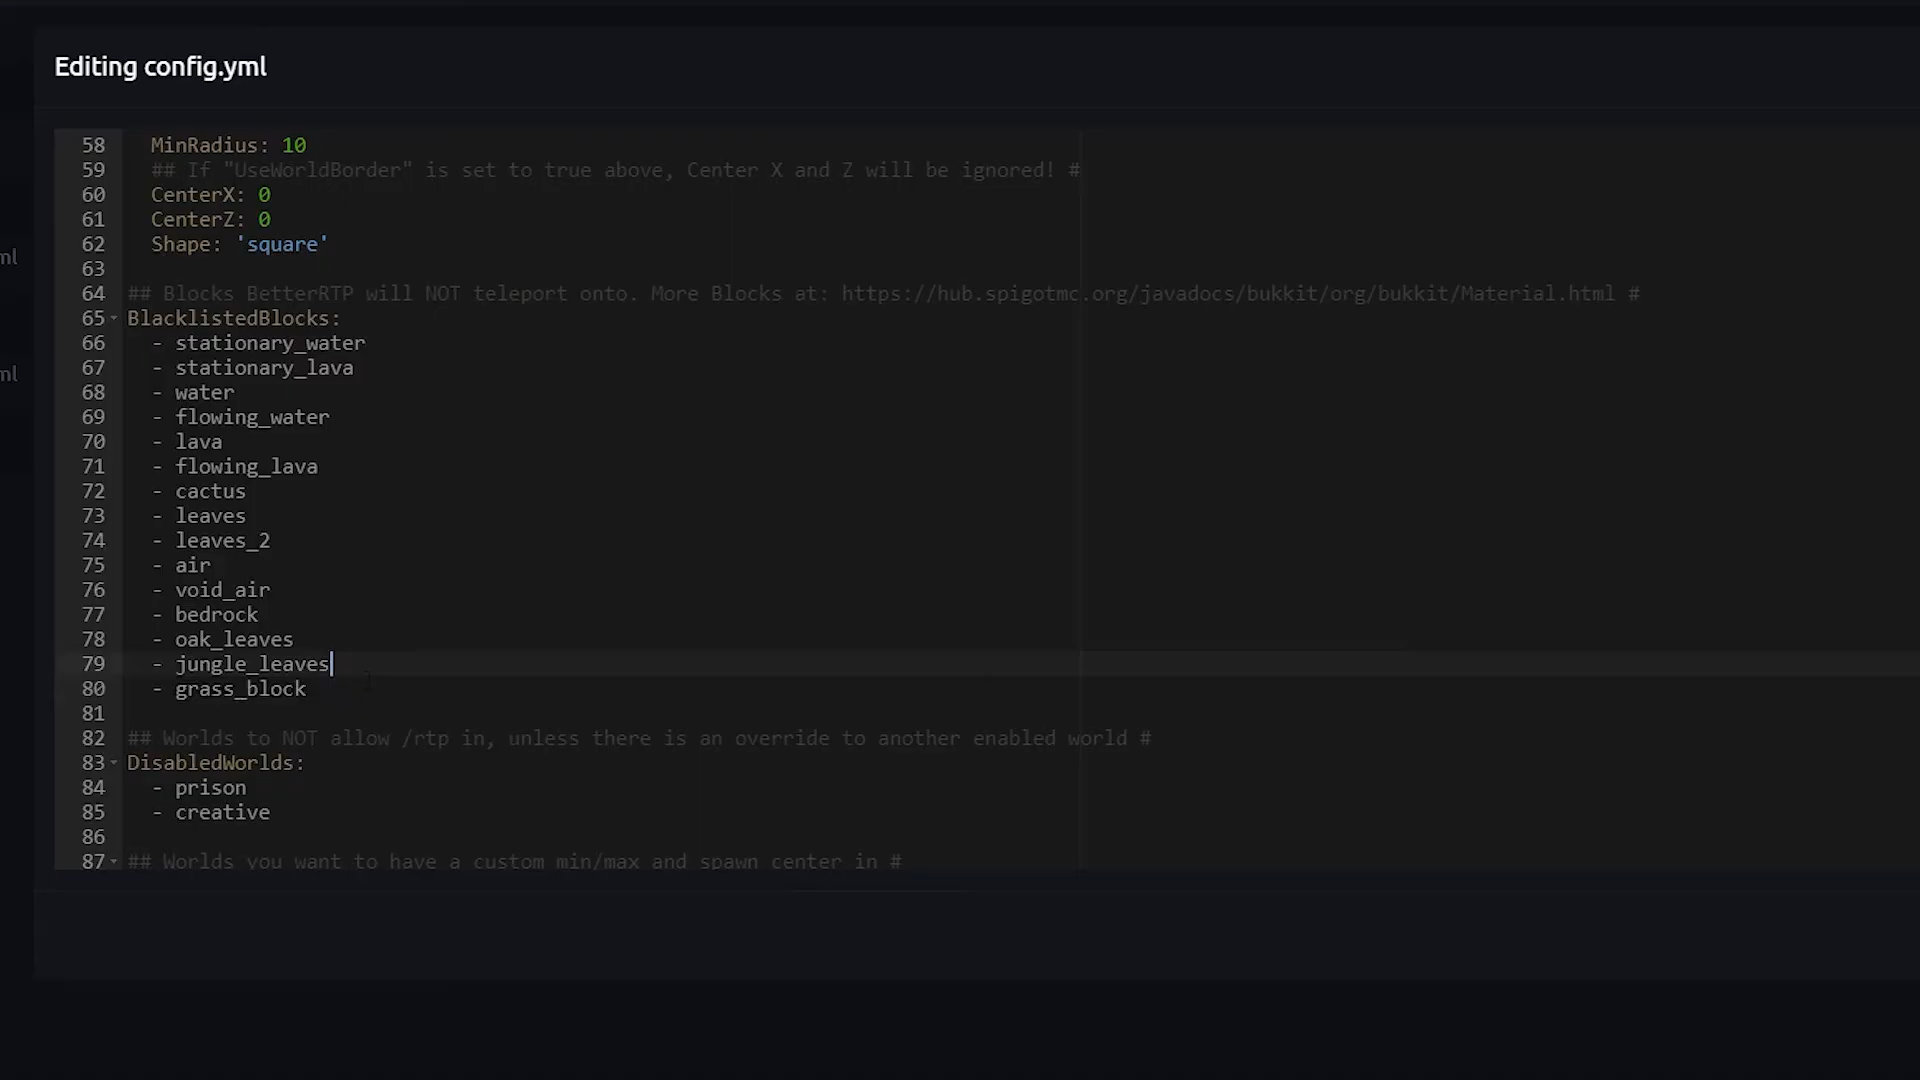 Editing config.yml
58 MinRadius: 10
59 ## If "UseWorldBorder" is set to true above, Center X and Z will be ignored! #
60 CenterX: 0
61 CenterZ: 0
62 Shape: 'square'
63
64 ## Blocks BetterRTP will NOT teleport onto. More Blocks at: https://hub.spigotmc.org/javadocs/bukkit/org/bukkit/Material.html #
65 BlacklistedBlocks:
66 - stationary_water
67 - stationary_lava
68 - water
69 - flowing_water
70 - lava
71 - flowing_lava
72 - cactus
73 - leaves
74 - leaves_2
75 - air
76 - void_air
77 - bedrock
78 - oak_leaves
79 - jungle_leaves
80 - grass_block
81
82 ## Worlds to NOT allow /rtp in, unless there is an override to another enabled world #
83 DisabledWorlds:
84 - prison
85 - creative
86
87 ## Worlds you want to have a custom min/max and spawn center in #
ml
ml